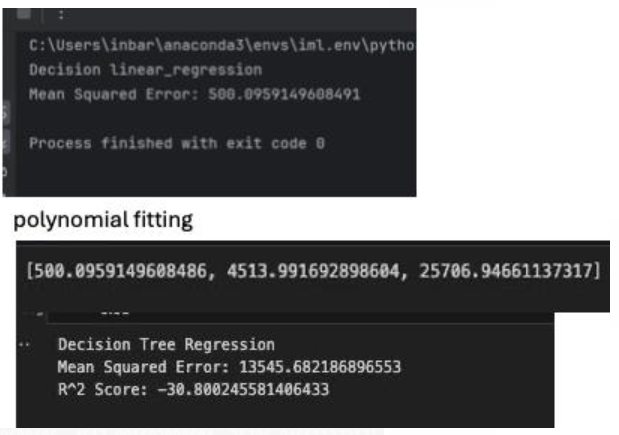 :
C:\Users\inbar\anaconda3\envs\iml.env\pytho
Decision linear_regression
Mean Squared Error: 500.0959149608491
Process finished with exit code 0
polynomial fitting
[500.0959149608486, 4513.991692898604, 25706.94661137317]
Decision Tree Regression
Mean Squared Error: 13545.682186896553
R^2 Score: -30.800245581406433